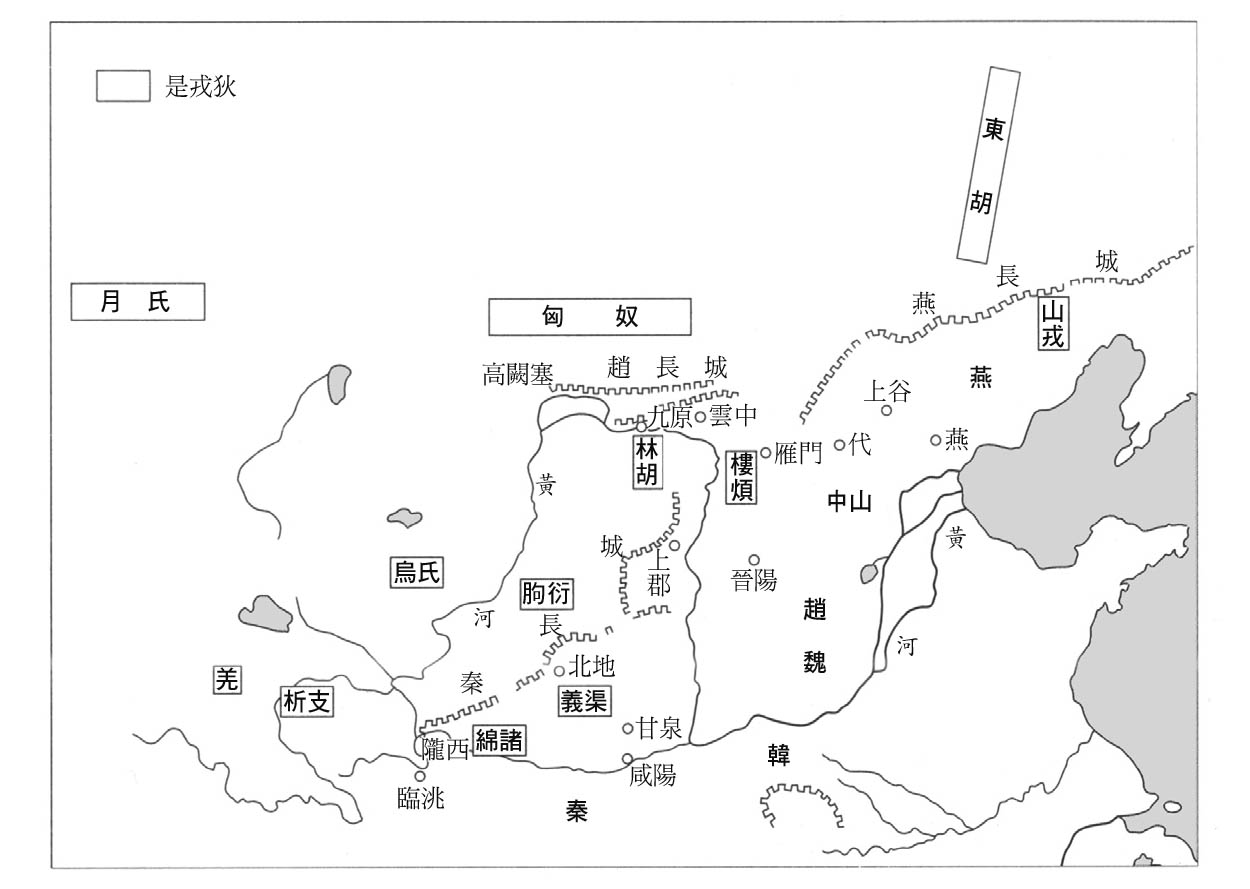 是戎狄
東胡
燕長城
月氏
匈奴
山戎
高闕塞
趙長城
燕
上谷
九原
雲中
林胡
樓煩
雁門
代
燕
中山
黃河
黃河
秦長城
上郡
晉陽
烏氏
朐衍
趙
魏
北地
羌
析支
義渠
隴西
綿諸
甘泉
韓
咸陽
臨洮
秦